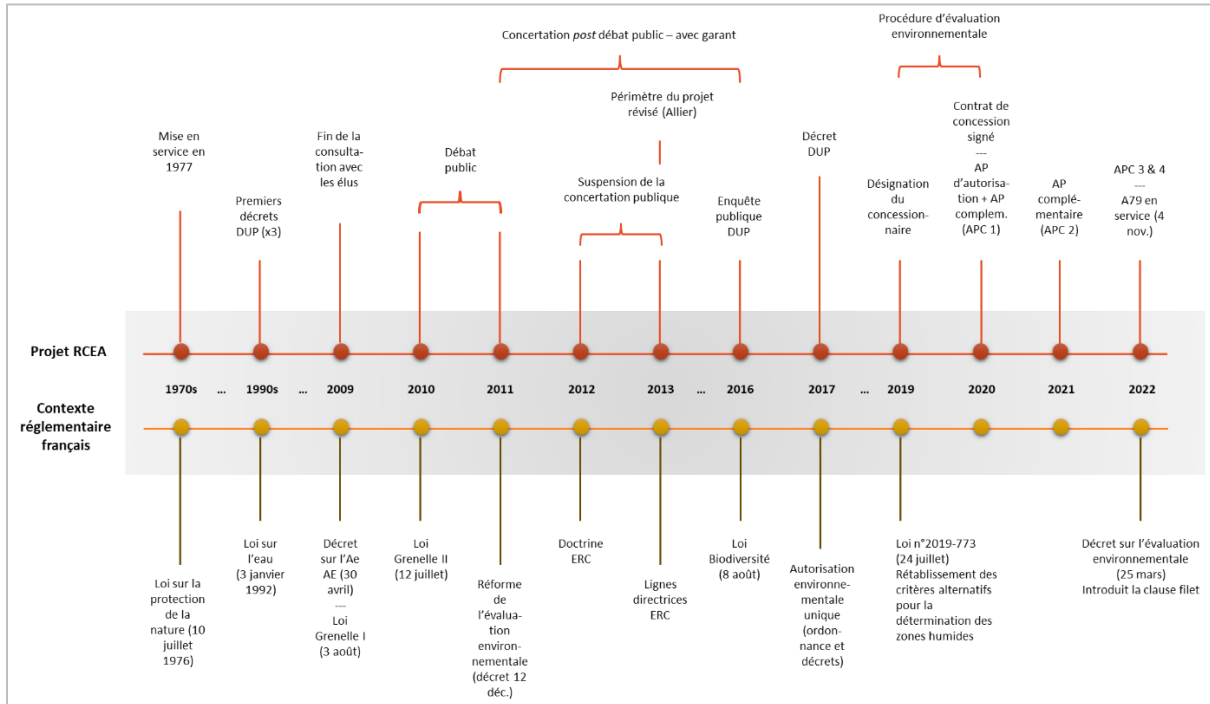 Concertation post débat public – avec garant
Procédure d'évaluation
environnementale
Périmètre du projet
révisé (Allier)
Mise en
service en
1977
Premiers
décrets
DUP (x3)
Fin de la
consulta-
tion avec
les élus
Débat
public
Suspension de la
concertation publique
Enquête
publique
DUP
Décret
DUP
Désignation
du
concession-
naire
Contrat de
concession
signé
---
AP
d'autorisa-
tion + AP
complem.
(APC 1)
AP
complé-
mentaire
(APC 2)
APC 3 & 4
---
A79 en
service (4
nov.)
Projet RCEA
1970s ... 1990s ... 2009 2010 2011 2012 2013 ... 2016 2017 ... 2019 2020 2021 2022
Contexte
réglementaire
français
Loi sur la
protection
de la
nature (10
juillet
1976)
Loi sur
l'eau
(3 janvier
1992)
Décret
sur l'Ae
AE (30
avril)
---
Loi
Grenelle I
(3 août)
Loi
Grenelle II
(12 juillet)
Réforme
de
l'évalua-
tion
environ-
nementale
(décret 12
déc.)
Doctrine
ERC
Lignes
directrices
ERC
Loi
Biodiversité
(8 août)
Autorisation
environne-
mentale
unique
(ordon-
nance et
décrets)
Loi n°2019-773
(24 juillet)
Rétablissement des
critères alternatifs
pour la
détermination des
zones humides
Décret sur l'évaluation
environnementale
(25 mars)
Introduit la clause filet